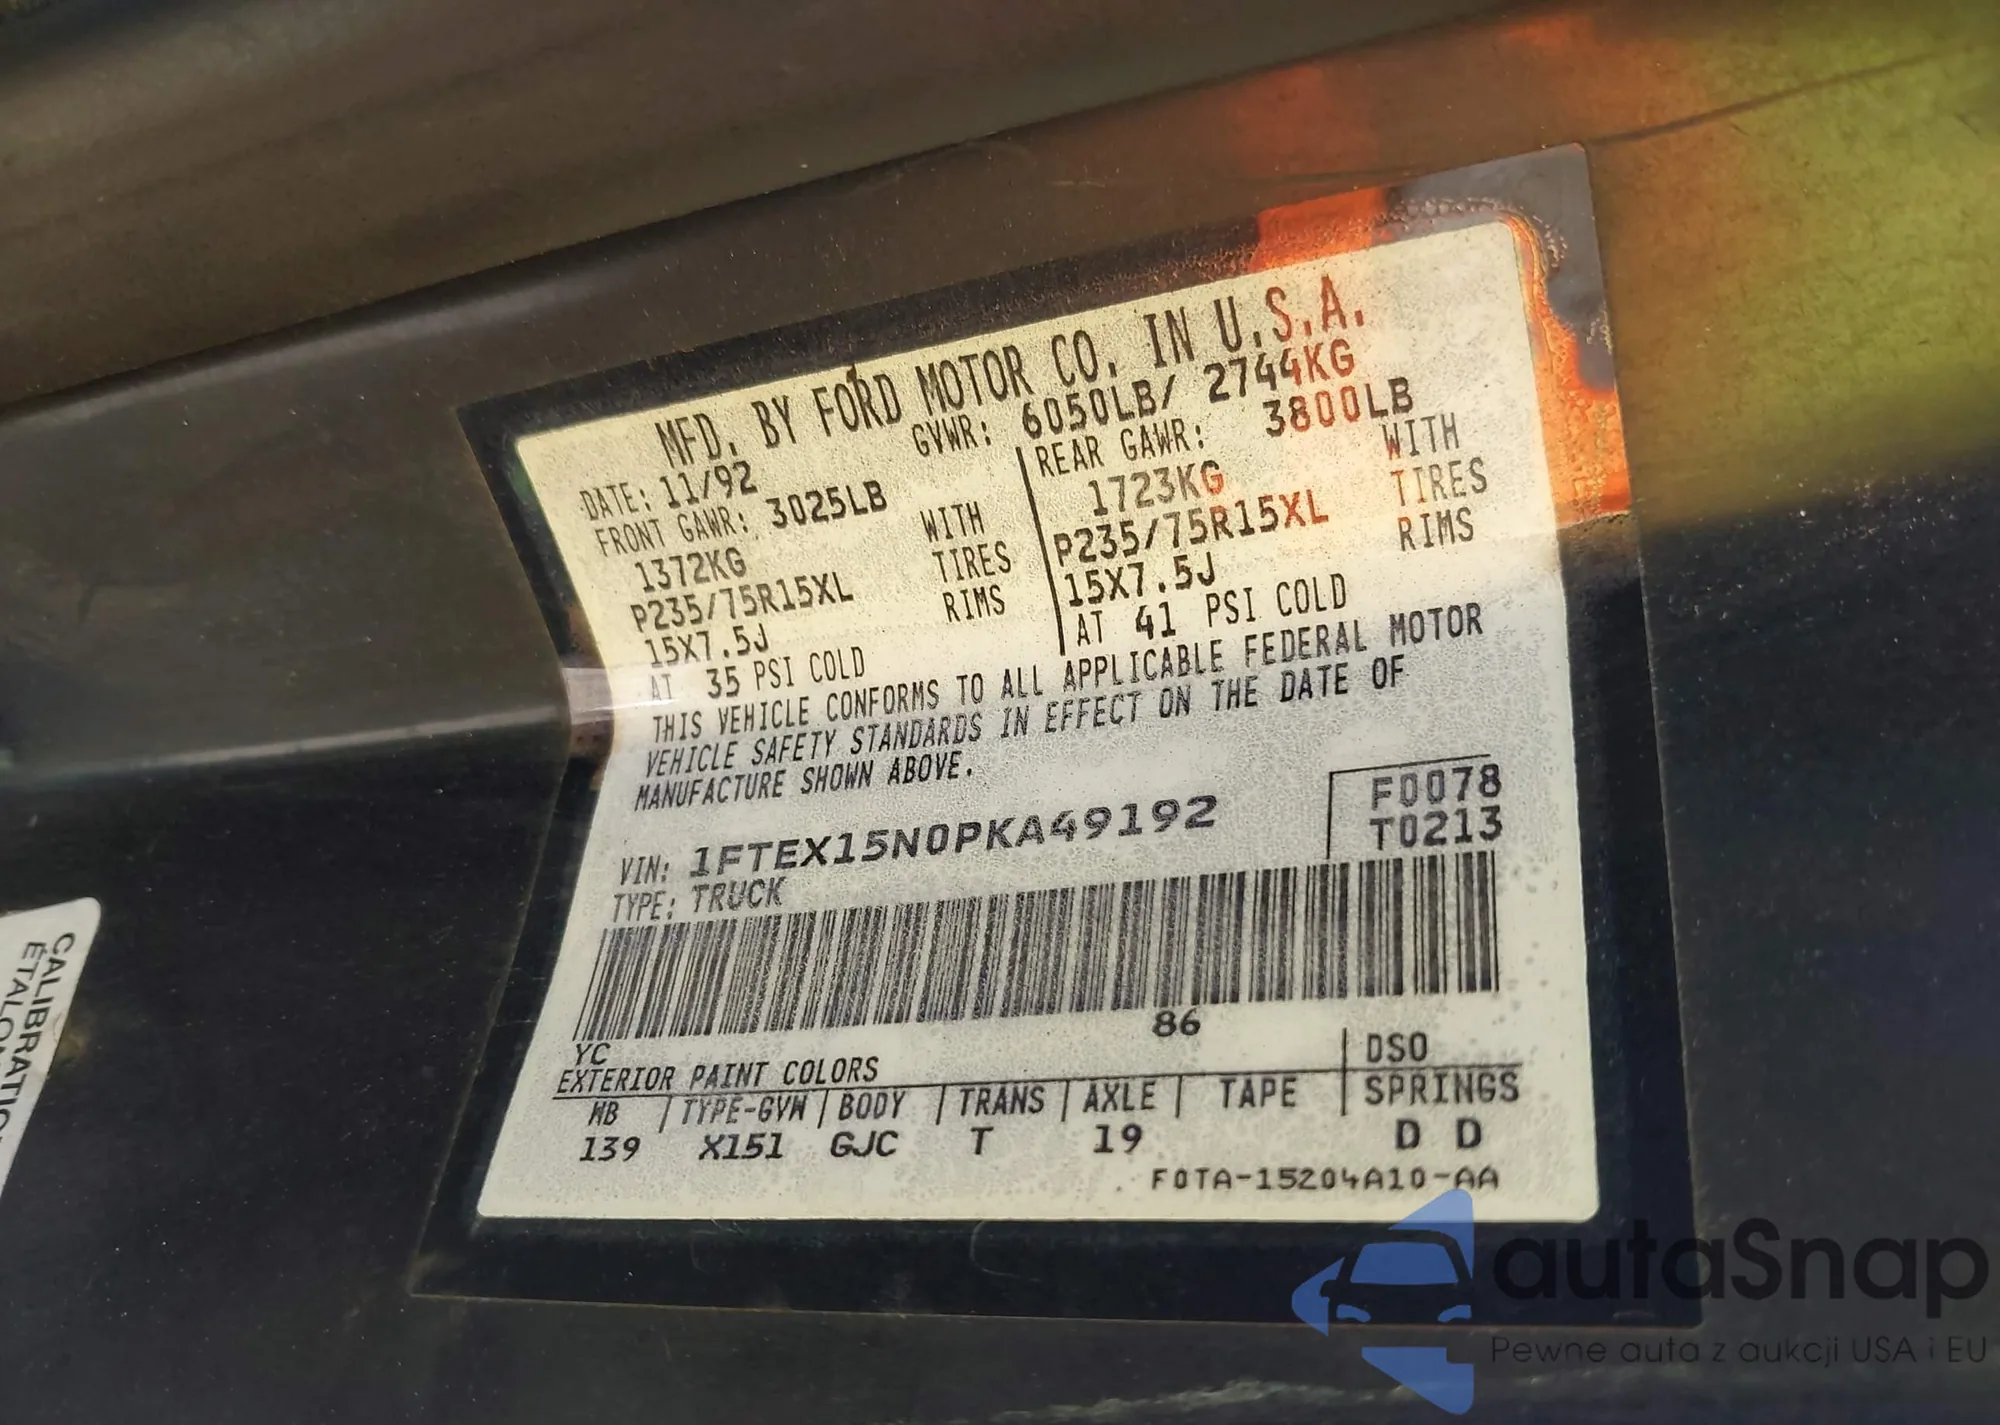 MFD. BY FORD MOTOR CO. IN U.S.A.
DATE: 11/92 GVWR: 6050LB/ 2744KG
FRONT GAWR: 3025LB
1372KG WITH
P235/75R15XL TIRES
15X7.5J RIMS
AT 35 PSI COLD
REAR GAWR: 3800LB
1723KG WITH
P235/75R15XL TIRES
15X7.5J RIMS
AT 41 PSI COLD
THIS VEHICLE CONFORMS TO ALL APPLICABLE FEDERAL MOTOR
VEHICLE SAFETY STANDARDS IN EFFECT ON THE DATE OF
MANUFACTURE SHOWN ABOVE.
F0078
T0213
VIN: 1FTEX15N0PKA49192
TYPE: TRUCK
YC 86
EXTERIOR PAINT COLORS DSO
WB | TYPE-GVW | BODY | TRANS | AXLE | TAPE | SPRINGS
139 X151 GJC T 19 D D
F0TA-15204A10-AA
CALIBRATION
autaSnap
Pewne auta z aukcji USA i EU